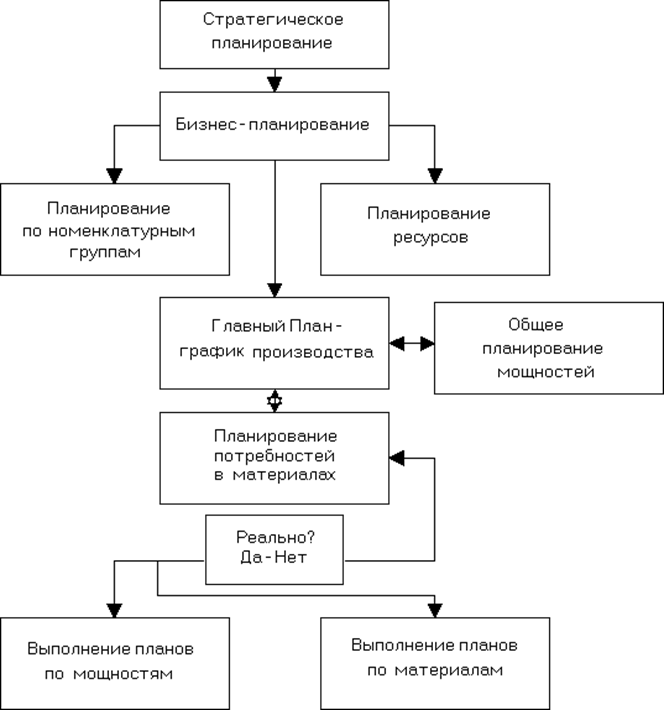 Стратегическое
планирование
Бизнес-планирование
Планирование
по номенклатурным
группам
Планирование
ресурсов
Главный План-
график производства
Общее
планирование
мощностей
Планирование
потребностей
в материалах
Реально?
Да-Нет
Выполнение планов
по мощностям
Выполнение планов
по материалам